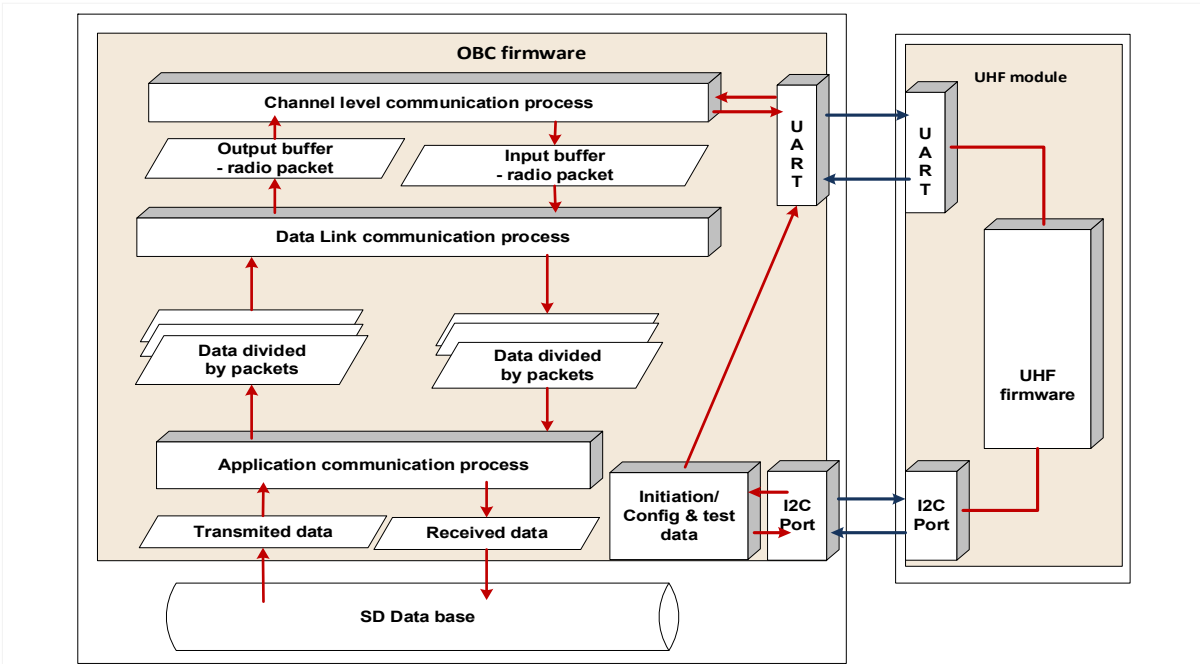 OBC firmware
UHF module
Channel level communication process
Output buffer
- radio packet
Input buffer
- radio packet
U
A
R
T
U
A
R
T
Data Link communication process
Data divided
by packets
Data divided
by packets
UHF
firmware
Application communication process
Initiation/
Config & test
data
I2C
Port
I2C
Port
Transmited data
Received data
SD Data base